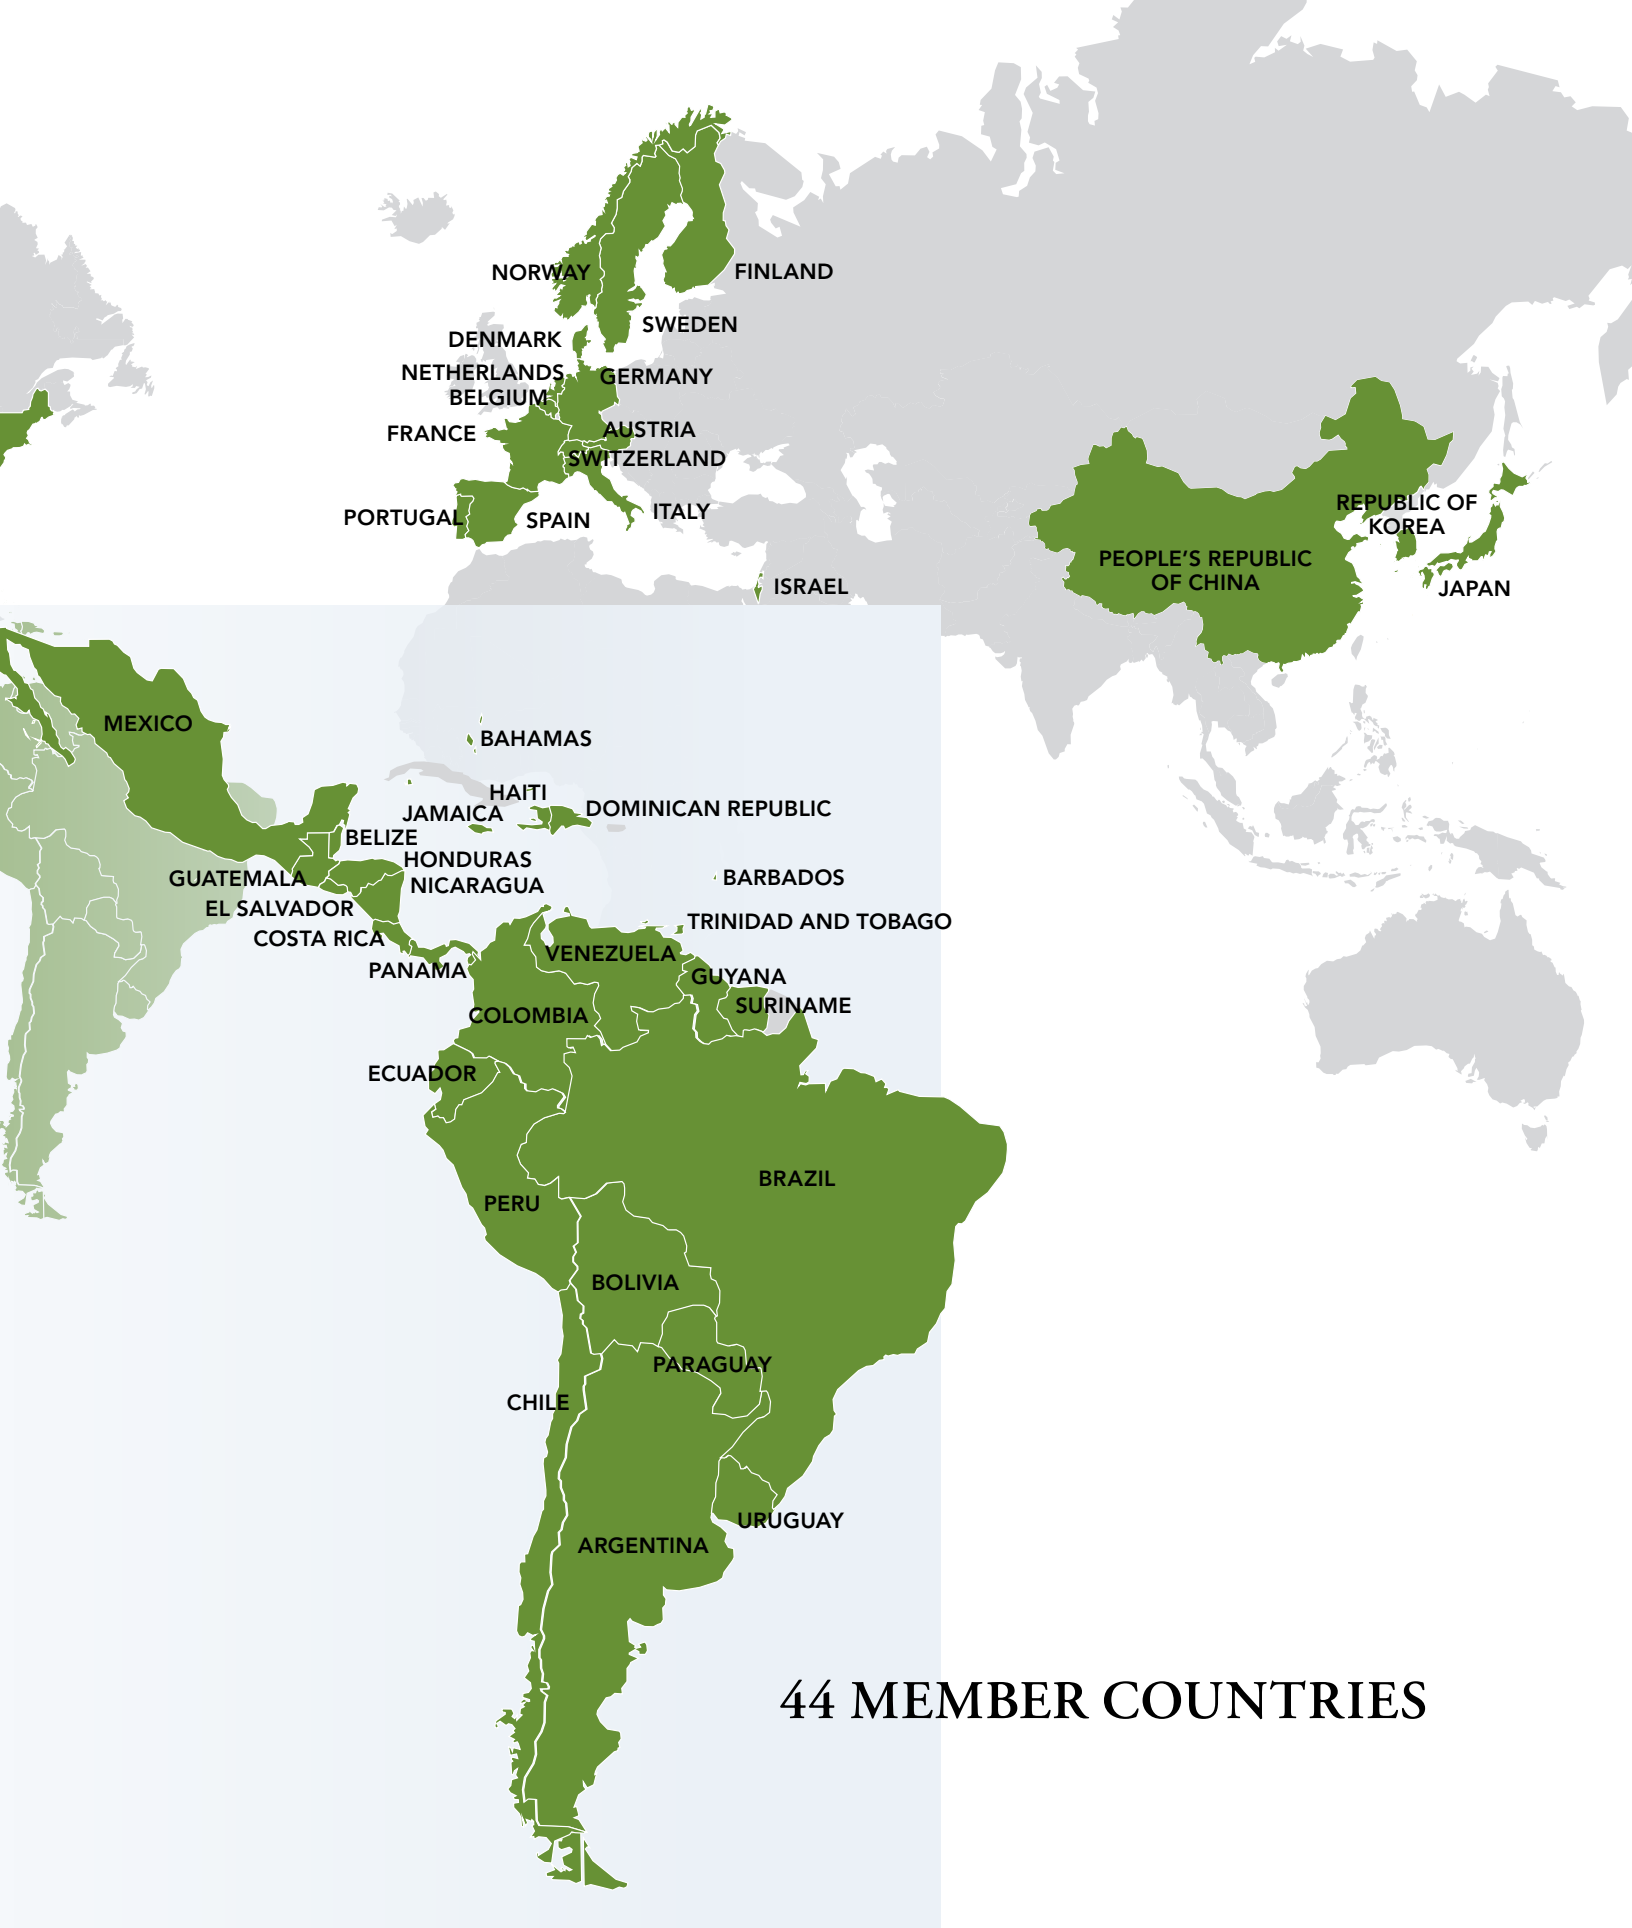 NORWAY
FINLAND
SWEDEN
DENMARK
NETHERLANDS
GERMANY
BELGIUM
FRANCE
AUSTRIA
SWITZERLAND
PORTUGAL
SPAIN
ITALY
ISRAEL
REPUBLIC OF
KOREA
PEOPLE'S REPUBLIC
OF CHINA
JAPAN
MEXICO
BAHAMAS
HAITI
JAMAICA
DOMINICAN REPUBLIC
BELIZE
HONDURAS
GUATEMALA
NICARAGUA
BARBADOS
EL SALVADOR
TRINIDAD AND TOBAGO
COSTA RICA
VENEZUELA
PANAMA
GUYANA
SURINAME
COLOMBIA
ECUADOR
BRAZIL
PERU
BOLIVIA
PARAGUAY
CHILE
URUGUAY
ARGENTINA
44 MEMBER COUNTRIES